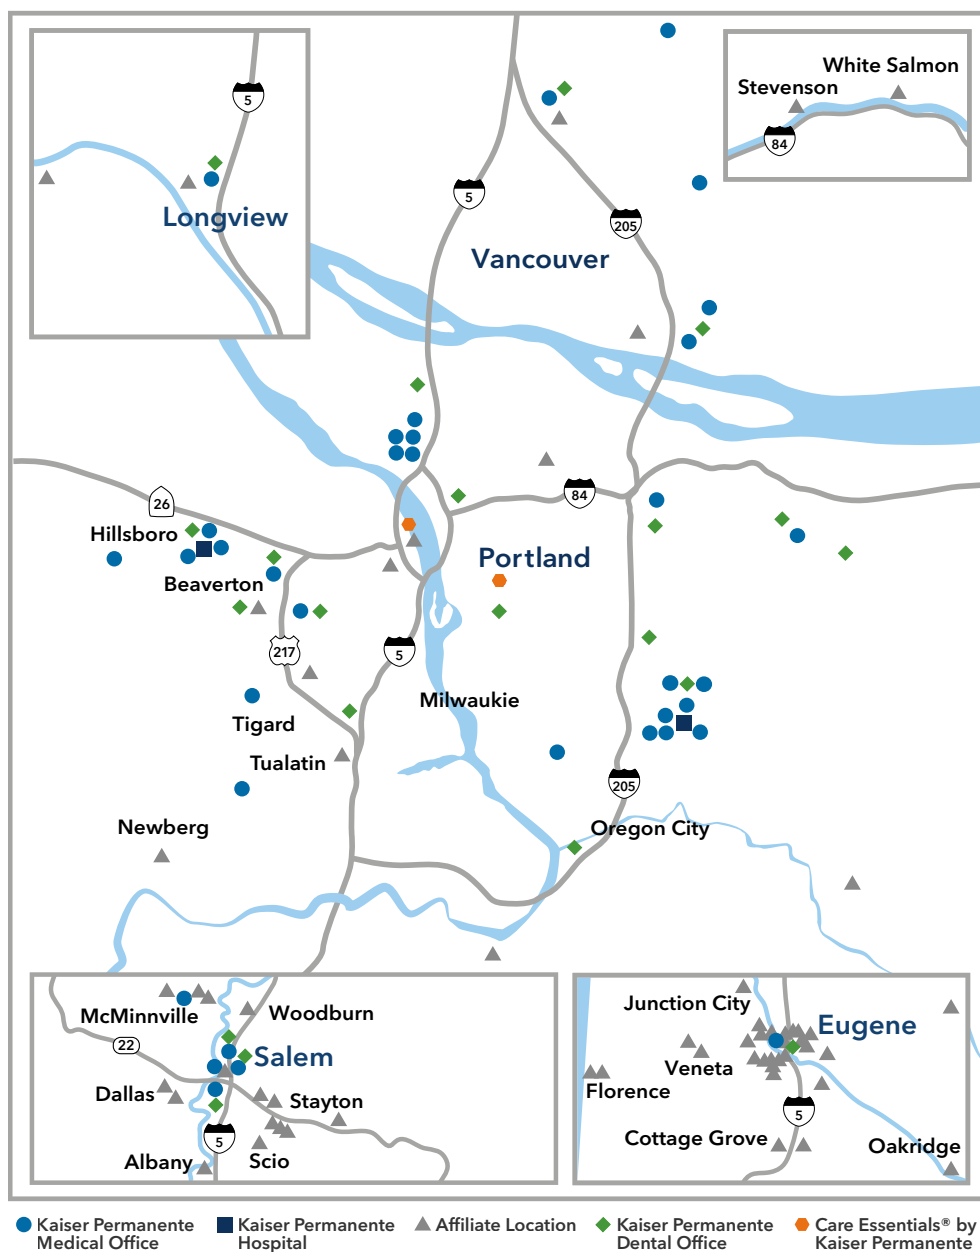 5
Longview
White Salmon
Stevenson
84
5
205
Vancouver
26
84
Hillsboro
Portland
Beaverton
217
5
Milwaukie
Tigard
Tualatin
205
Newberg
Oregon City
McMinnville
Woodburn
22
Salem
Dallas
Stayton
5
Albany
Scio
Junction City
Eugene
Veneta
Florence
5
Cottage Grove
Oakridge
Kaiser Permanente
Medical Office
Kaiser Permanente
Hospital
Affiliate Location
Kaiser Permanente
Dental Office
Care Essentials® by
Kaiser Permanente